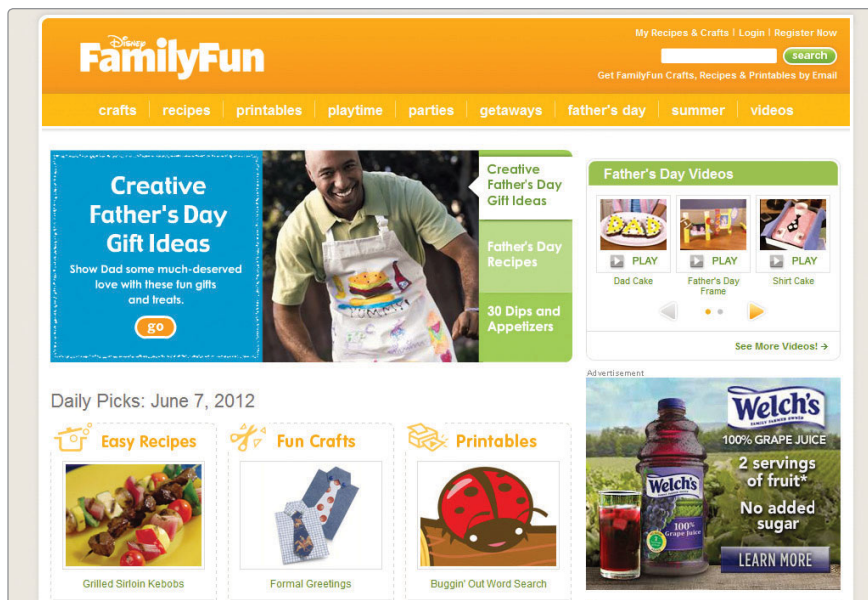 Disney
FamilyFun
My Recipes & Crafts | Login | Register Now
search
Get FamilyFun Crafts, Recipes & Printables by Email
crafts | recipes | printables | playtime | parties | getaways | father's day | summer | videos
Creative
Father's Day
Gift Ideas
Show Dad some much-deserved
love with these fun gifts
and treats.
go
YUMMY!
Creative
Father's Day
Gift Ideas
Father's Day
Recipes
30 Dips and
Appetizers
Father's Day Videos
DAD
PLAY PLAY PLAY
Dad Cake
Father's Day
Frame
Shirt Cake
See More Videos! →
Advertisement
Welch's
FAMILY FARMER OWNED
100% GRAPE JUICE
2 servings
of fruit*
No added
sugar
LEARN MORE
Welch's
100%
Grape Juice
Daily Picks: June 7, 2012
Easy Recipes
Grilled Sirloin Kebobs
Fun Crafts
Formal Greetings
Printables
Buggin' Out Word Search